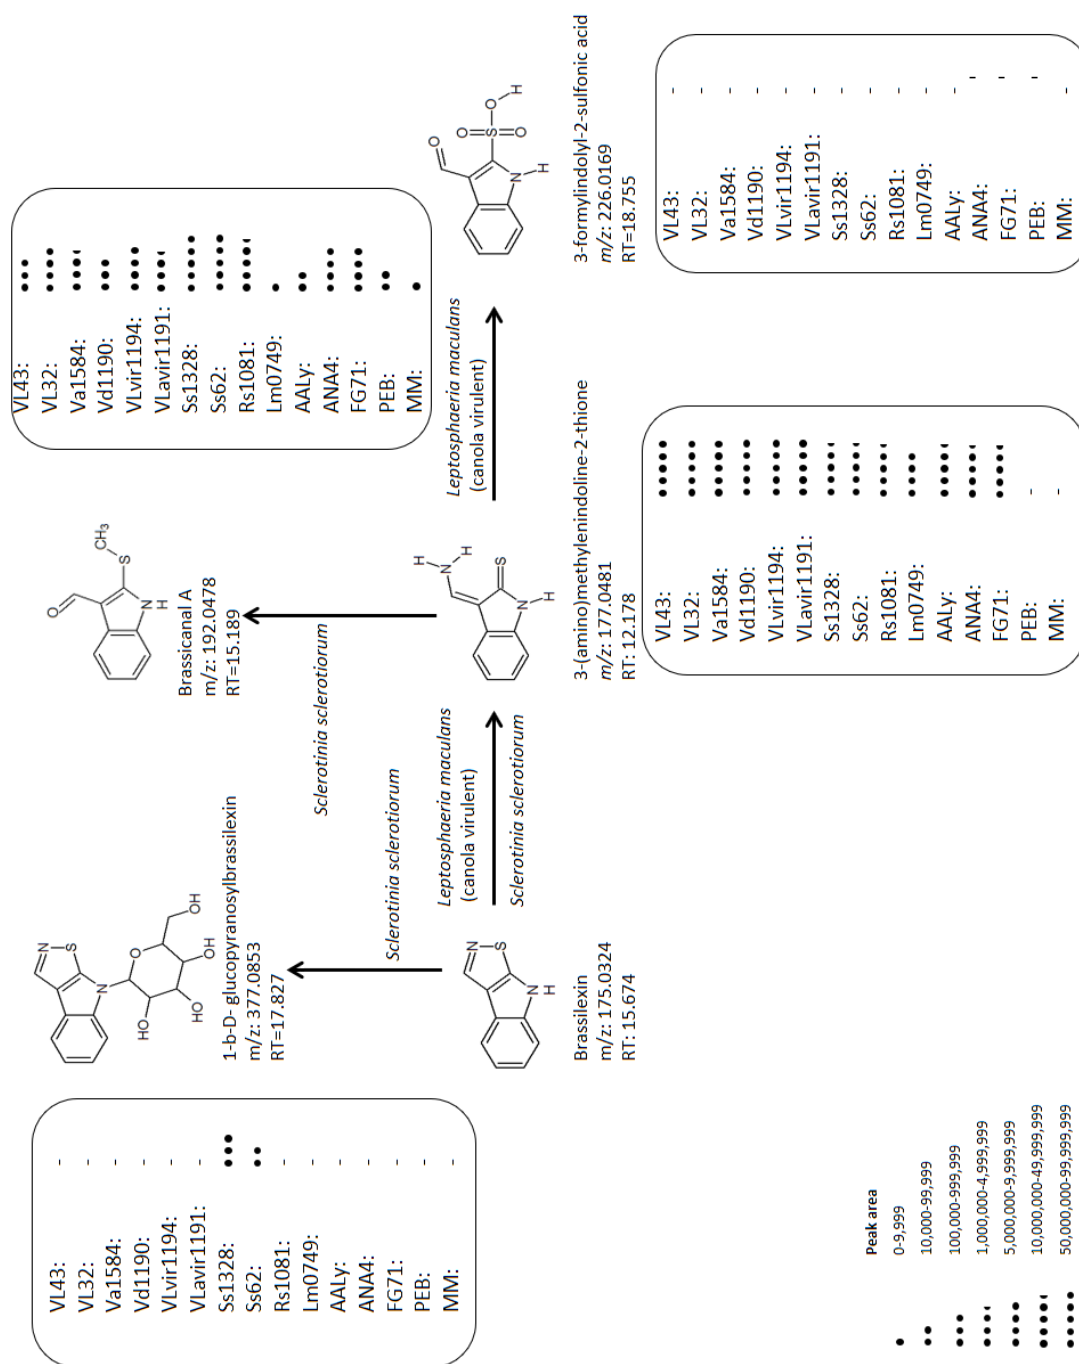 VL43: -
VL32: -
Va1584: -
Vd1190: -
VLvir1194: -
VLavir1191: -
Ss1328: •••
Ss62: ••
Rs1081: -
Lm0749: -
AALy: -
ANA4: -
FG71: -
PEB: -
MM: -
N
S
N
O
OH
OH
HO
HO
1-b-D- glucopyranosylbrassilexin
m/z: 377.0853
RT=17.827
Sclerotinia sclerotiorum
N
S
N
H
Brassilexin
m/z: 175.0324
RT: 15.674
Leptosphaeria maculans
(canola virulent)
Sclerotinia sclerotiorum
O
CH3
S
NH
Brassicanal A
m/z: 192.0478
RT=15.189
Sclerotinia sclerotiorum
VL43: •••
VL32: ••••
Va1584: •••
Vd1190: •••
VLvir1194: ••••
VLavir1191: •••
Ss1328: •••••
Ss62: •••••
Rs1081: ••••
Lm0749: •
AALy: ••
ANA4: ••••
FG71: ••••
PEB: ••
MM: •
H
N
H
S
N
H
3-(amino)methylenindoline-2-thione
m/z: 177.0481
RT: 12.178
VL43: •••••
VL32: •••••
Va1584: •••••
Vd1190: •••••
VLvir1194: •••••
VLavir1191: •••••
Ss1328: ••••
Ss62: ••••
Rs1081: ••••
Lm0749: ••••
AALy: ••••
ANA4: ••••
FG71: ••••
PEB: -
MM: -
Leptosphaeria maculans
(canola virulent)
O
O
S
O
H
O
N
H
3-formylindolyl-2-sulfonic acid
m/z: 226.0169
RT=18.755
VL43: -
VL32: -
Va1584: -
Vd1190: -
VLvir1194: -
VLavir1191: -
Ss1328: -
Ss62: -
Rs1081: -
Lm0749: -
AALy: -
ANA4: -
FG71: -
PEB: -
MM: -
Peak area
• 0-9,999
•• 10,000-99,999
••• 100,000-999,999
••• 1,000,000-4,999,999
•••• 5,000,000-9,999,999
•••• 10,000,000-49,999,999
••••• 50,000,000-99,999,999